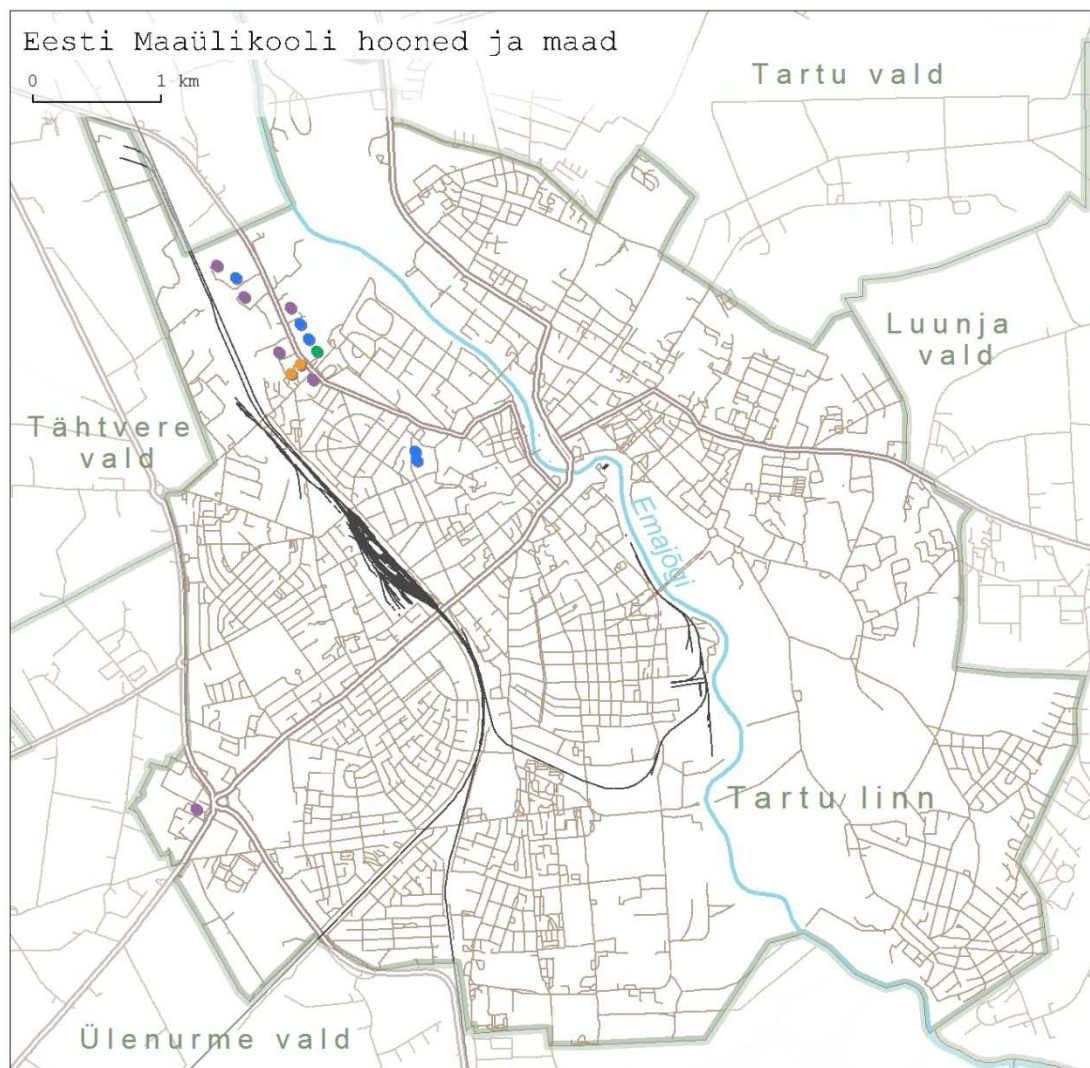 Eesti Maaülikooli hooned ja maad
0 1 km
Tartu vald
Luunja
vald
Tähtvere
vald
Emajõgi
Tartu linn
Ülenurme vald